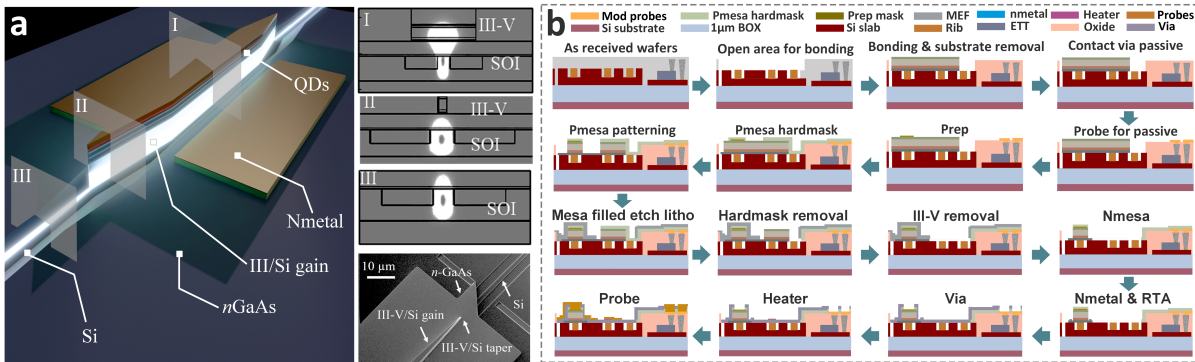 a
I
II
III
QDs
Nmetal
III/Si gain
nGaAs
Si
I
III-V
SOI
II
III-V
SOI
III
SOI
10 µm
n-GaAs
Si
III-V/Si gain
III-V/Si taper
b
Mod probes
Pmesa hardmask
Prep mask
MEF
nmetal
Heater
Probes
Si substrate
1µm BOX
Si slab
Rib
ETT
Oxide
Via
As received wafers
Open area for bonding
Bonding & substrate removal
Contact via passive
Pmesa patterning
Pmesa hardmask
Prep
Probe for passive
Mesa filled etch litho
Hardmask removal
III-V removal
Nmesa
Probe
Heater
Via
Nmetal & RTA